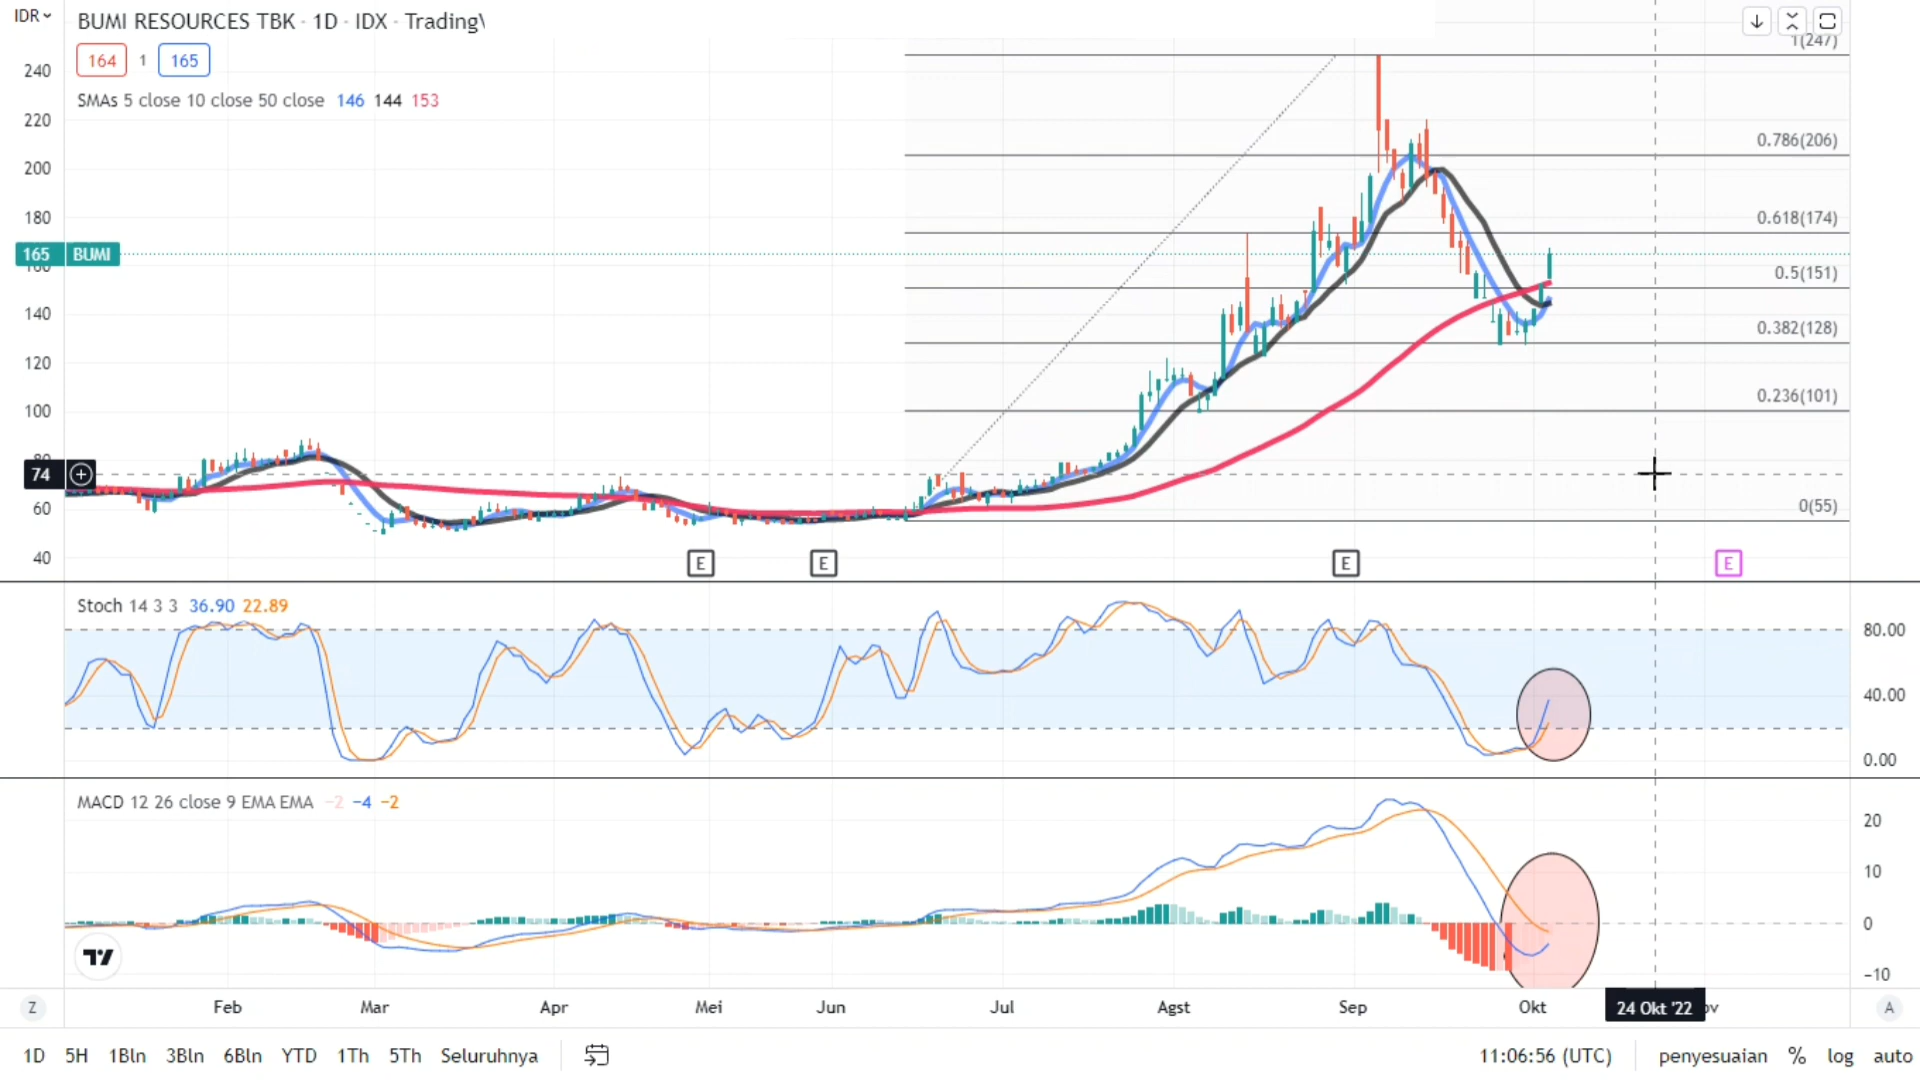 IDR
BUMI RESOURCES TBK · 1D · IDX · Trading\
164 1 165
SMAs 5 close 10 close 50 close 146 144 153
1(247)
240
220
0.786(206)
200
180
0.618(174)
165 BUMI
160
0.5(151)
140
0.382(128)
120
0.236(101)
100
80
74
60
0(55)
40
E E E E
Stoch 14 3 3 36.90 22.89
80.00
40.00
0.00
MACD 12 26 close 9 EMA EMA −2 −4 −2
20
10
0
−10
Z Feb Mar Apr Mei Jun Jul Agst Sep Okt 24 Okt '22 ov A
1D 5H 1Bln 3Bln 6Bln YTD 1Th 5Th Seluruhnya 11:06:56 (UTC) penyesuaian % log auto